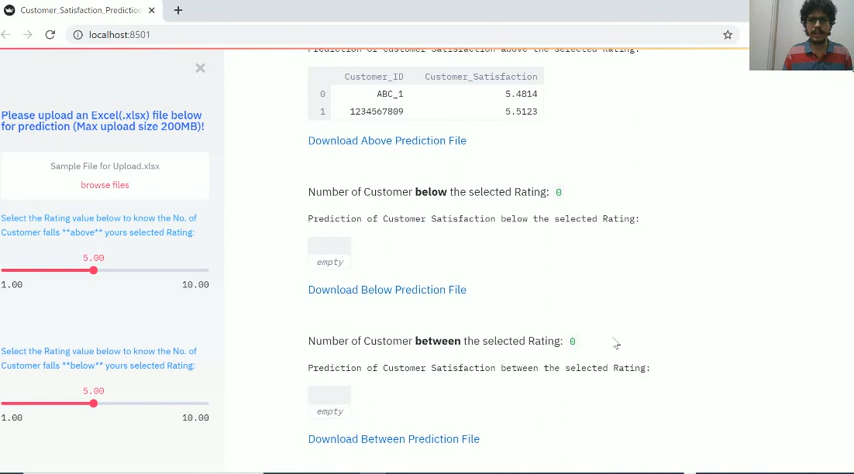 Customer_Satisfaction_Prediction
localhost:8501
Please upload an Excel(.xlsx) file below
for prediction (Max upload size 200MB)!
Sample File for Upload.xlsx
browse files
Select the Rating value below to know the No. of
Customer falls **above** yours selected Rating:
5.00
1.00 10.00
Select the Rating value below to know the No. of
Customer falls **below** yours selected Rating:
5.00
1.00 10.00
Prediction of Customer Satisfaction above the selected Rating:
Customer_ID Customer_Satisfaction
0 ABC_1 5.4814
1 1234567809 5.5123
Download Above Prediction File
Number of Customer below the selected Rating: 0
Prediction of Customer Satisfaction below the selected Rating:
empty
Download Below Prediction File
Number of Customer between the selected Rating: 0
Prediction of Customer Satisfaction between the selected Rating:
empty
Download Between Prediction File